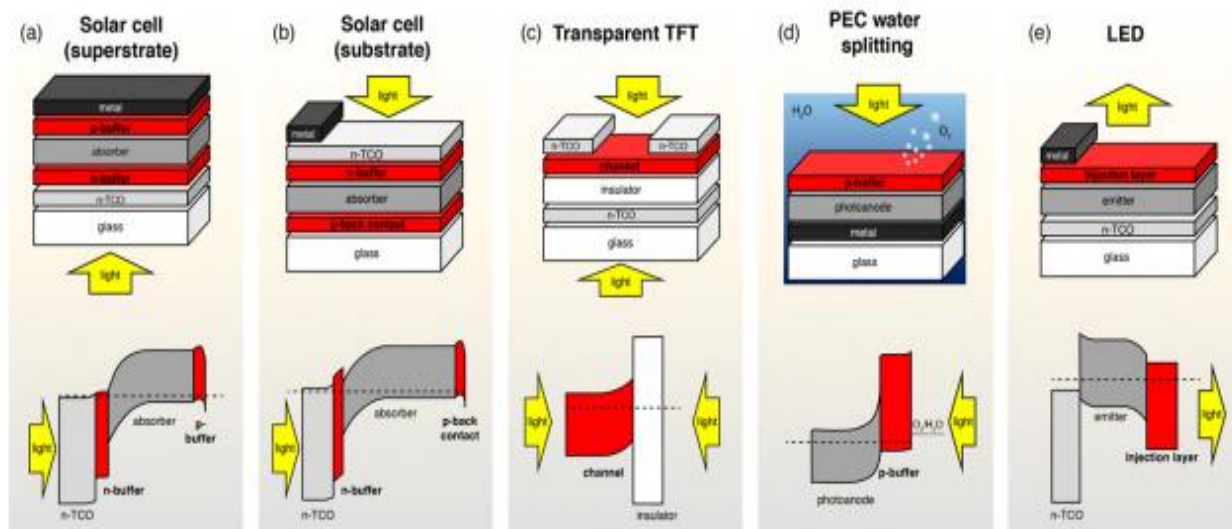 (a)
Solar cell
(superstrate)
metal
p-buffer
absorber
n-buffer
n-TCO
glass
light
light
absorber
p-
buffer
n-buffer
n-TCO
(b)
Solar cell
(substrate)
light
metal
n-TCO
n-buffer
absorber
p-back contact
glass
light
absorber
p-back
contact
n-buffer
n-TCO
(c)
Transparent TFT
light
n-TCO
n-TCO
channel
insulator
n-TCO
glass
light
light
light
channel
insulator
(d)
PEC water
splitting
light
H₂O
O₂
p-buffer
photoanode
metal
glass
O₂/H₂O
light
p-buffer
photoanode
(e)
LED
light
metal
injection layer
emitter
n-TCO
glass
light
emitter
injection layer
n-TCO